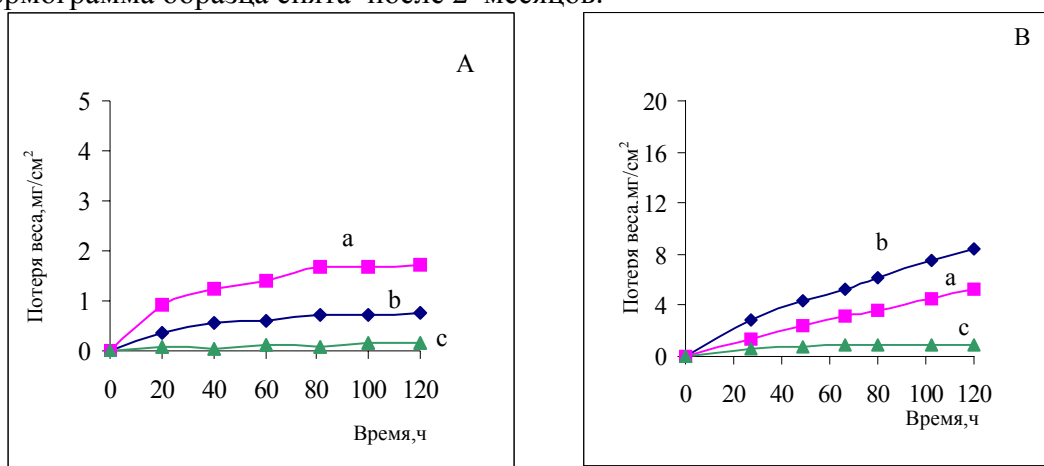 образца снята после 2 месяцов.
A
5
4
3
2
1
0
Потеря веса,мг/см²
a
b
c
0 20 40 60 80 100 120
Время,ч
B
20
16
12
8
4
0
Потеря веса.мг/см²
b
a
c
0 20 40 60 80 100 120
Время,ч